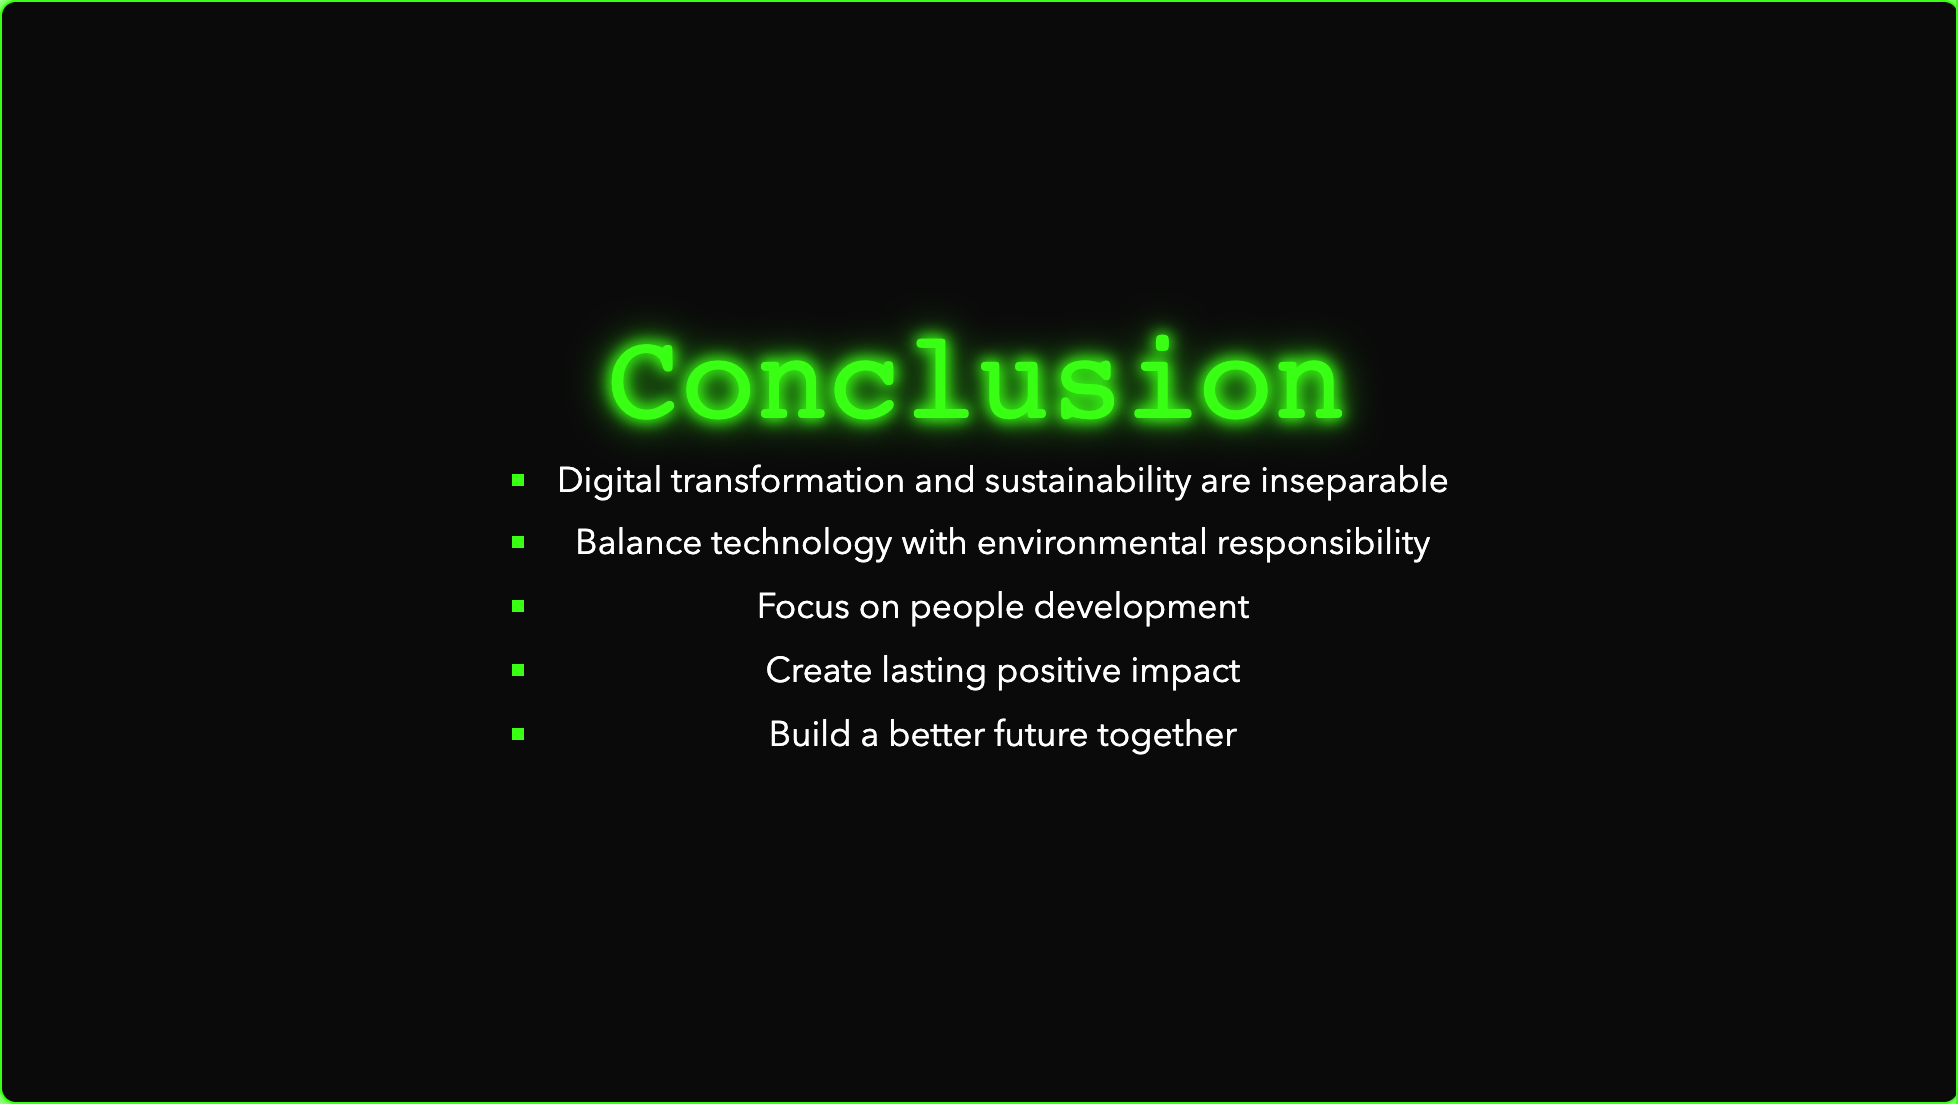 Conclusion
Digital transformation and sustainability are inseparable
Balance technology with environmental responsibility
Focus on people development
Create lasting positive impact
Build a better future together